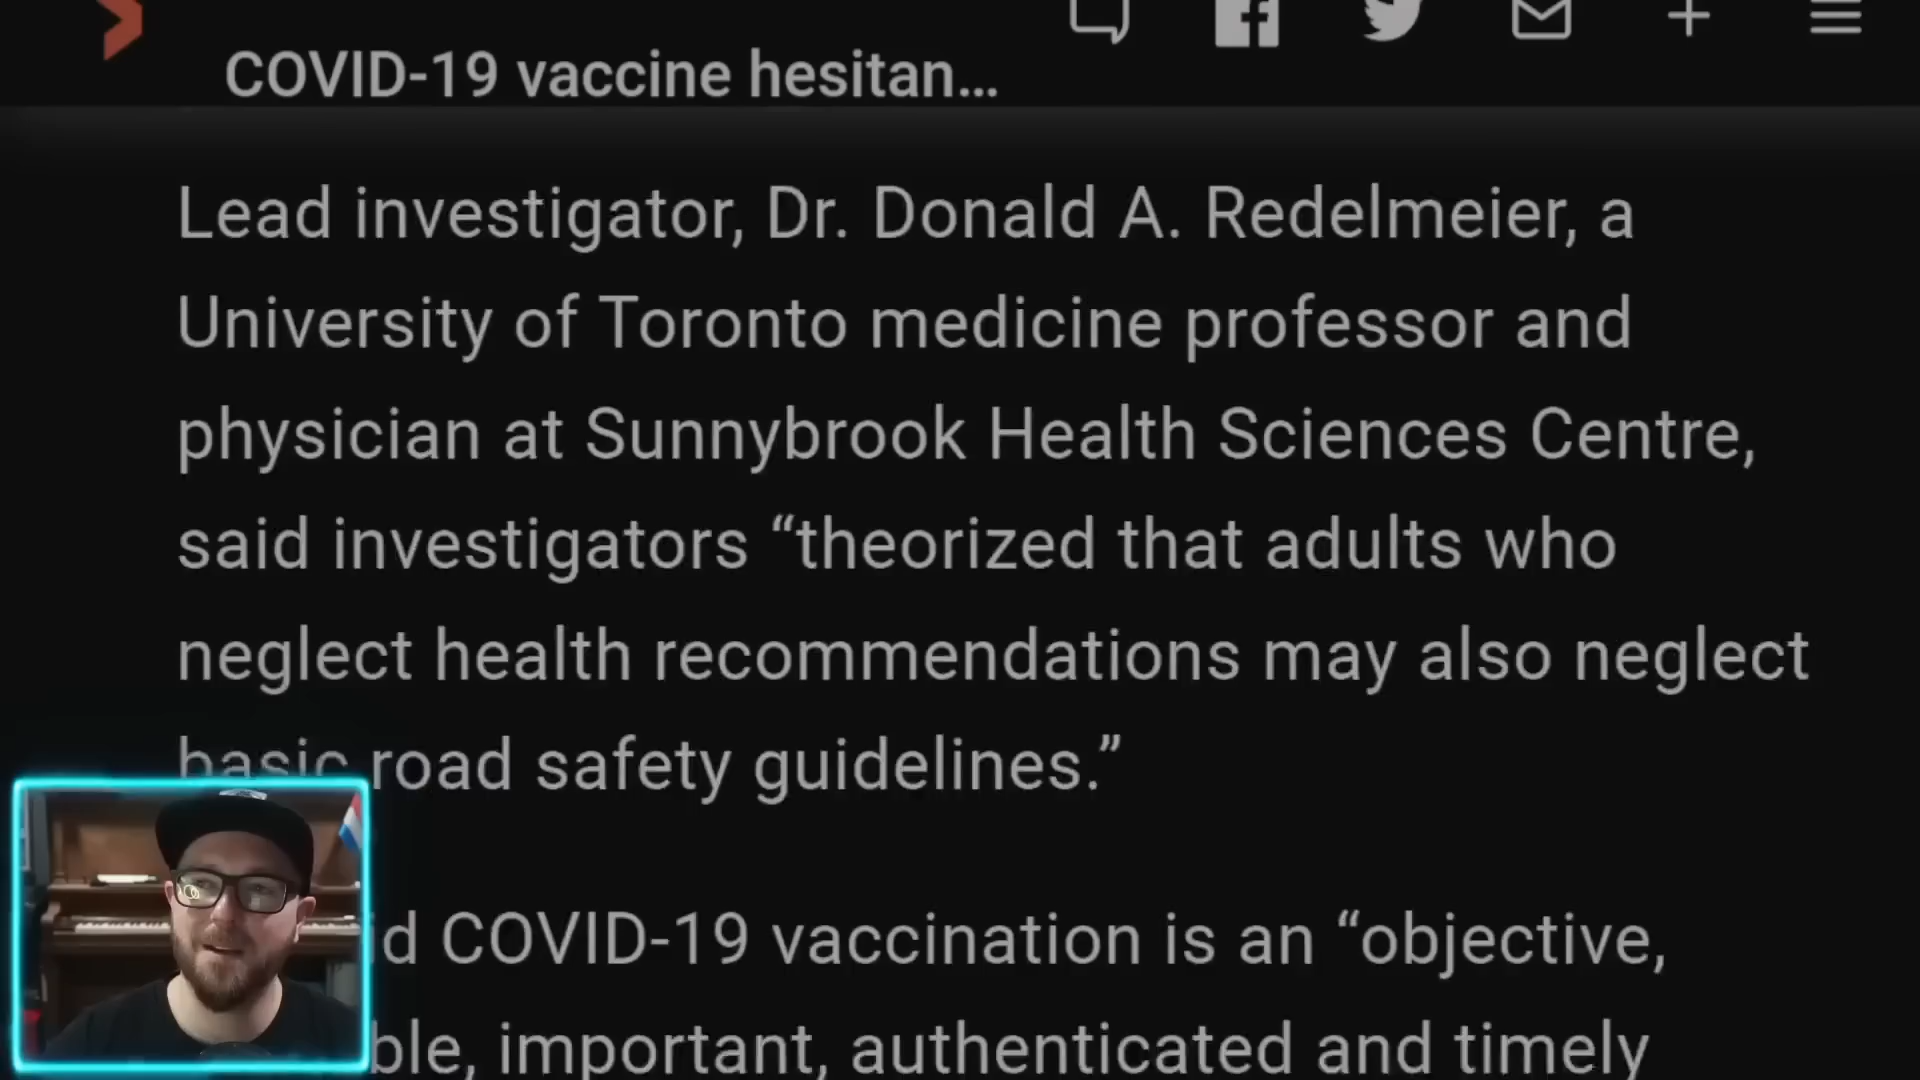 COVID-19 vaccine hesitan...
Lead investigator, Dr. Donald A. Redelmeier, a
University of Toronto medicine professor and
physician at Sunnybrook Health Sciences Centre,
said investigators “theorized that adults who
neglect health recommendations may also neglect
basic road safety guidelines.”
COVID-19 vaccination is an “objective,
important, authenticated and timely